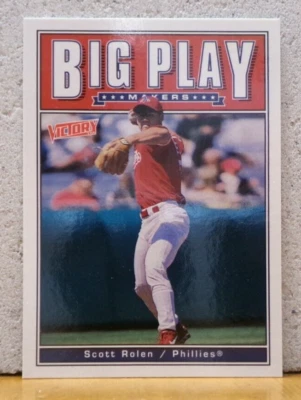 BIG PLAY
MAKERS
VICTORY
Scott Rolen / Phillies®